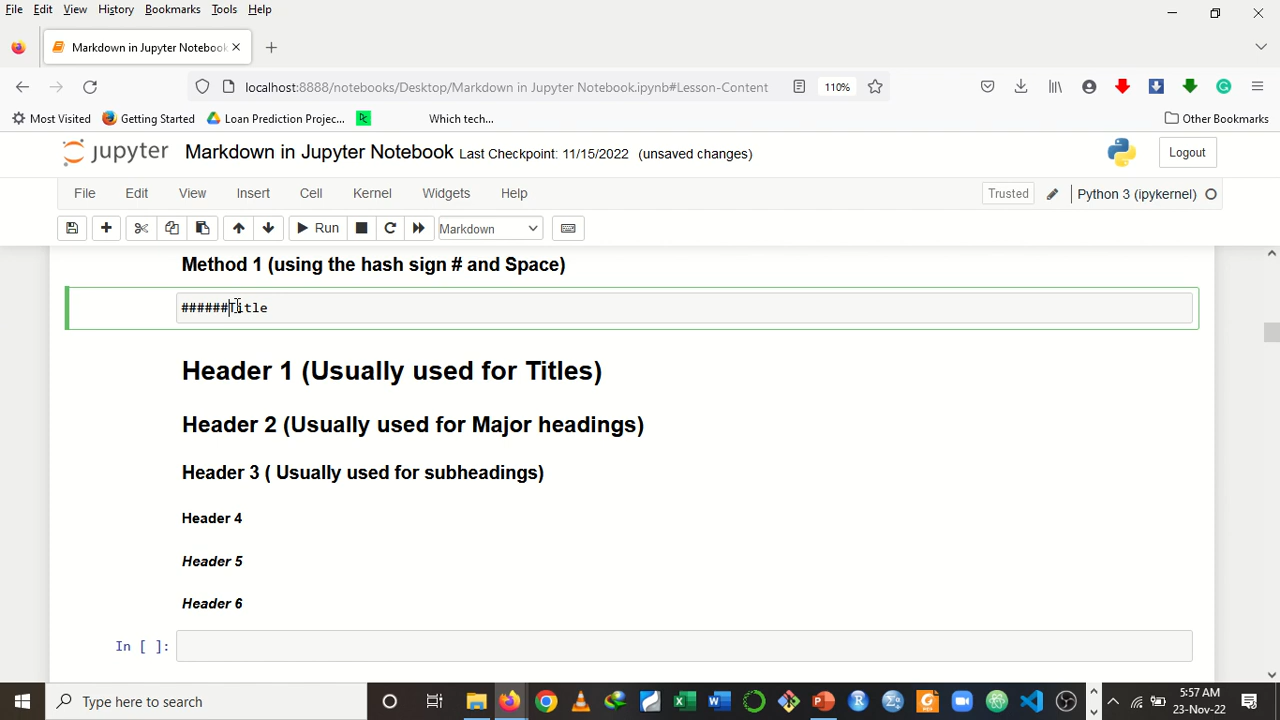 File Edit View History Bookmarks Tools Help
Markdown in Jupyter Notebook
localhost:8888/notebooks/Desktop/Markdown in Jupyter Notebook.ipynb#Lesson-Content 110%
Most Visited Getting Started Loan Prediction Projec... Which tech... Other Bookmarks
jupyter Markdown in Jupyter Notebook Last Checkpoint: 11/15/2022 (unsaved changes) Logout
File Edit View Insert Cell Kernel Widgets Help Trusted Python 3 (ipykernel)
Run Markdown
Method 1 (using the hash sign # and Space)
######Title
Header 1 (Usually used for Titles)
Header 2 (Usually used for Major headings)
Header 3 ( Usually used for subheadings)
Header 4
Header 5
Header 6
In [ ]:
Type here to search 5:57 AM
23-Nov-22